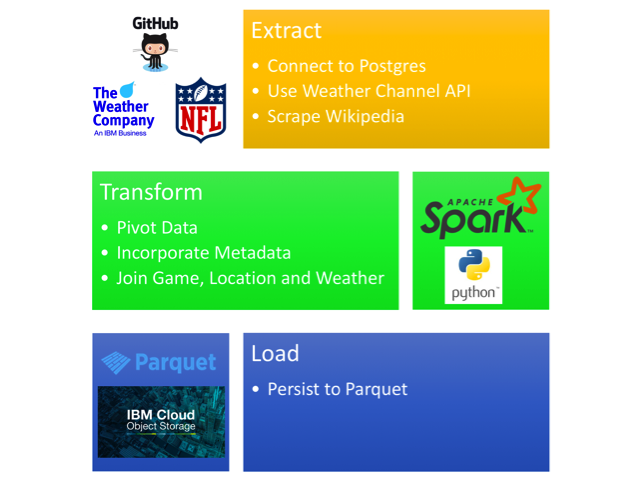 GitHub
The
Weather
Company
An IBM Business
NFL
Extract
• Connect to Postgres
• Use Weather Channel API
• Scrape Wikipedia
Transform
• Pivot Data
• Incorporate Metadata
• Join Game, Location and Weather
APACHE
Spark™
python™
Parquet
IBM Cloud
Object Storage
Load
• Persist to Parquet